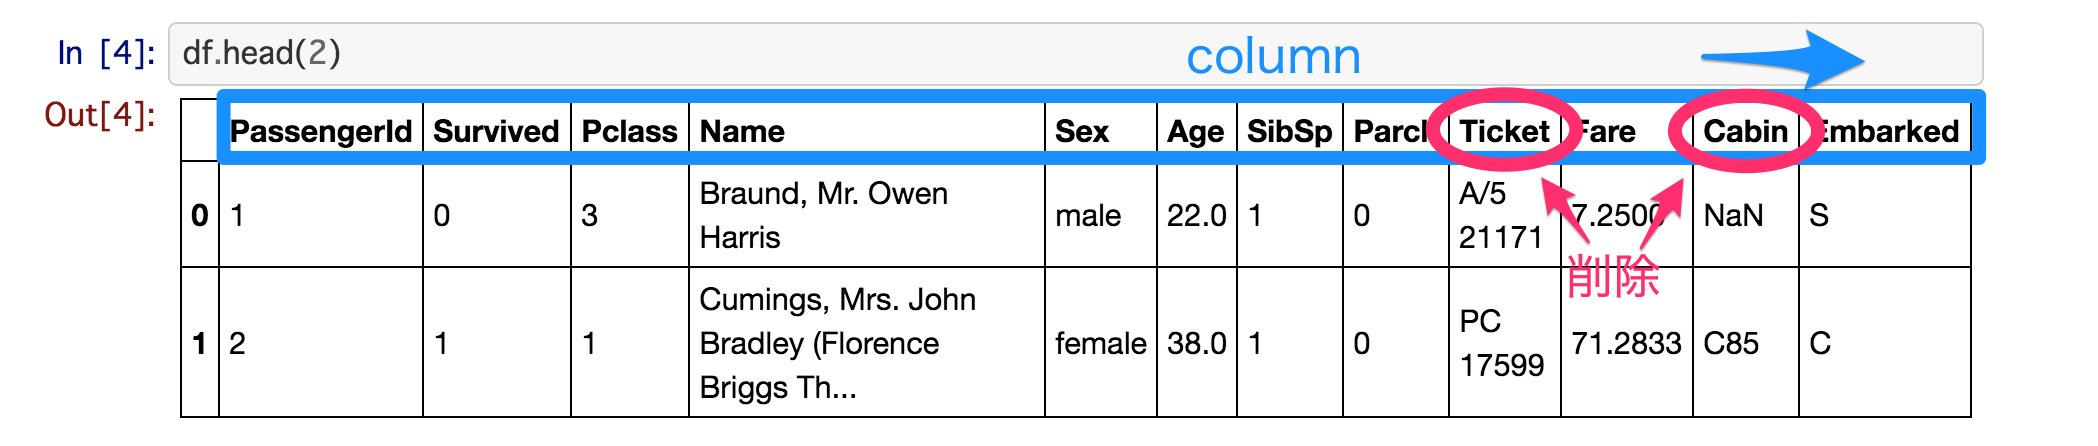 In [4]: df.head(2)
column
Out[4]:
PassengerId Survived Pclass Name Sex Age SibSp Parch Ticket Fare Cabin Embarked
0 1 0 3 Braund, Mr. Owen Harris male 22.0 1 0 A/5 21171 7.2500 NaN S
削除
1 2 1 1 Cumings, Mrs. John Bradley (Florence Briggs Th... female 38.0 1 0 PC 17599 71.2833 C85 C